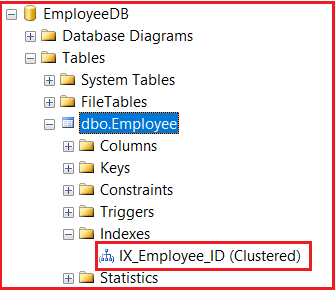 EmployeeDB
Database Diagrams
Tables
System Tables
FileTables
dbo.Employee
Columns
Keys
Constraints
Triggers
Indexes
IX_Employee_ID (Clustered)
Statistics